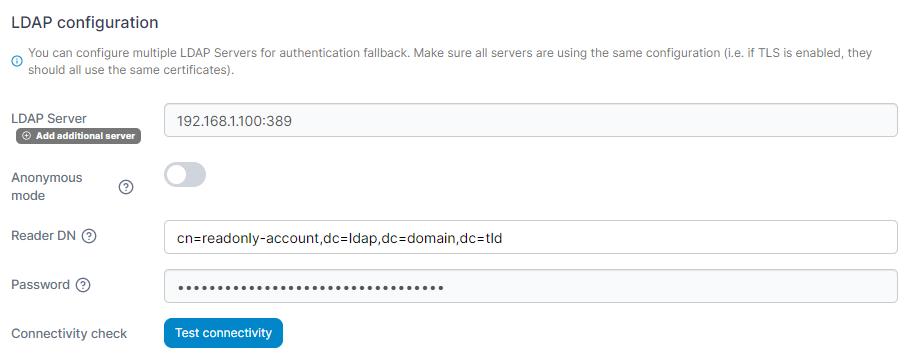 LDAP configuration
You can configure multiple LDAP Servers for authentication fallback. Make sure all servers are using the same configuration (i.e. if TLS is enabled, they
should all use the same certificates).
LDAP Server
192.168.1.100:389
Add additional server
Anonymous
mode
Reader DN
cn=readonly-account,dc=ldap,dc=domain,dc=tld
Password
••••••••••••••••••••••••••••••••••
Connectivity check
Test connectivity